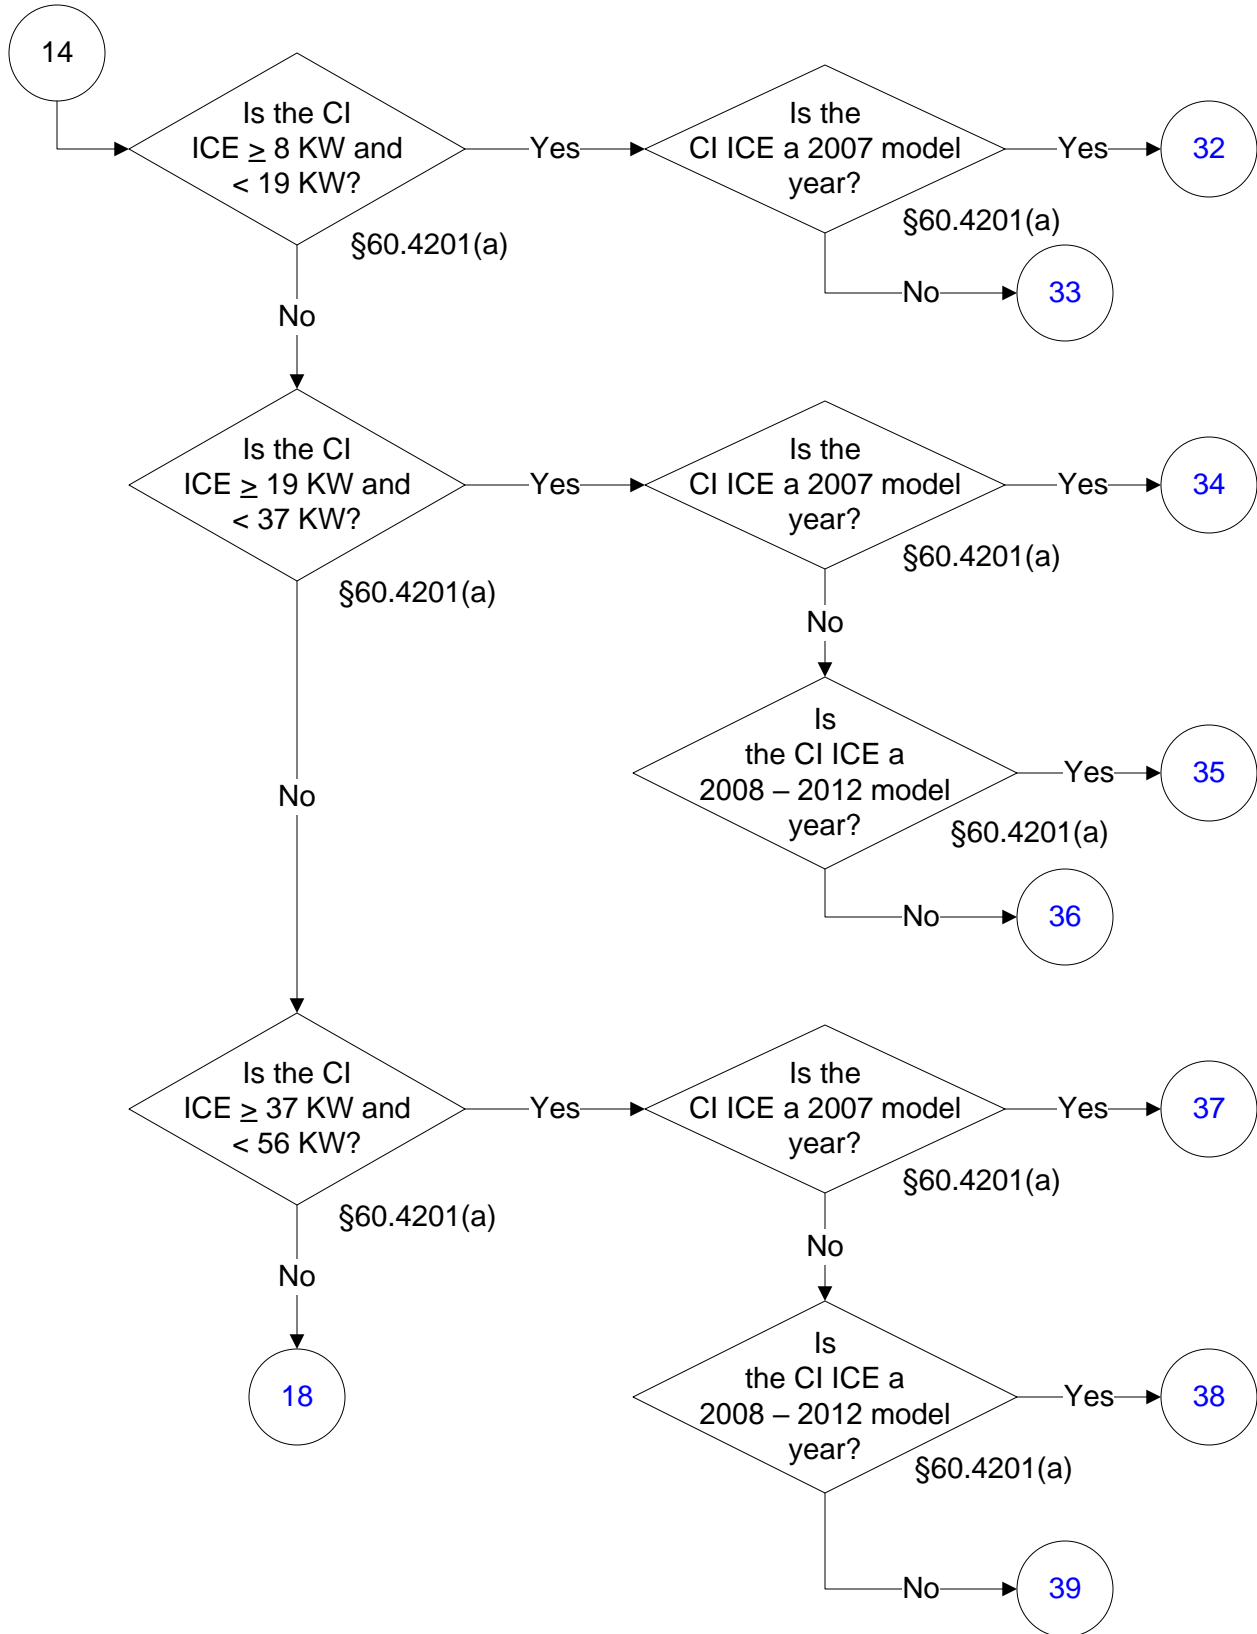 14
Is the CI
ICE ≥ 8 KW and
< 19 KW?
§60.4201(a)
Yes
Is the
CI ICE a 2007 model
year?
§60.4201(a)
Yes
32
No
33
No
Is the CI
ICE ≥ 19 KW and
< 37 KW?
§60.4201(a)
Yes
Is the
CI ICE a 2007 model
year?
§60.4201(a)
Yes
34
No
Is
the CI ICE a
2008 – 2012 model
year?
§60.4201(a)
Yes
35
No
36
No
Is the CI
ICE ≥ 37 KW and
< 56 KW?
§60.4201(a)
Yes
Is the
CI ICE a 2007 model
year?
§60.4201(a)
Yes
37
No
Is
the CI ICE a
2008 – 2012 model
year?
§60.4201(a)
Yes
38
No
39
No
18